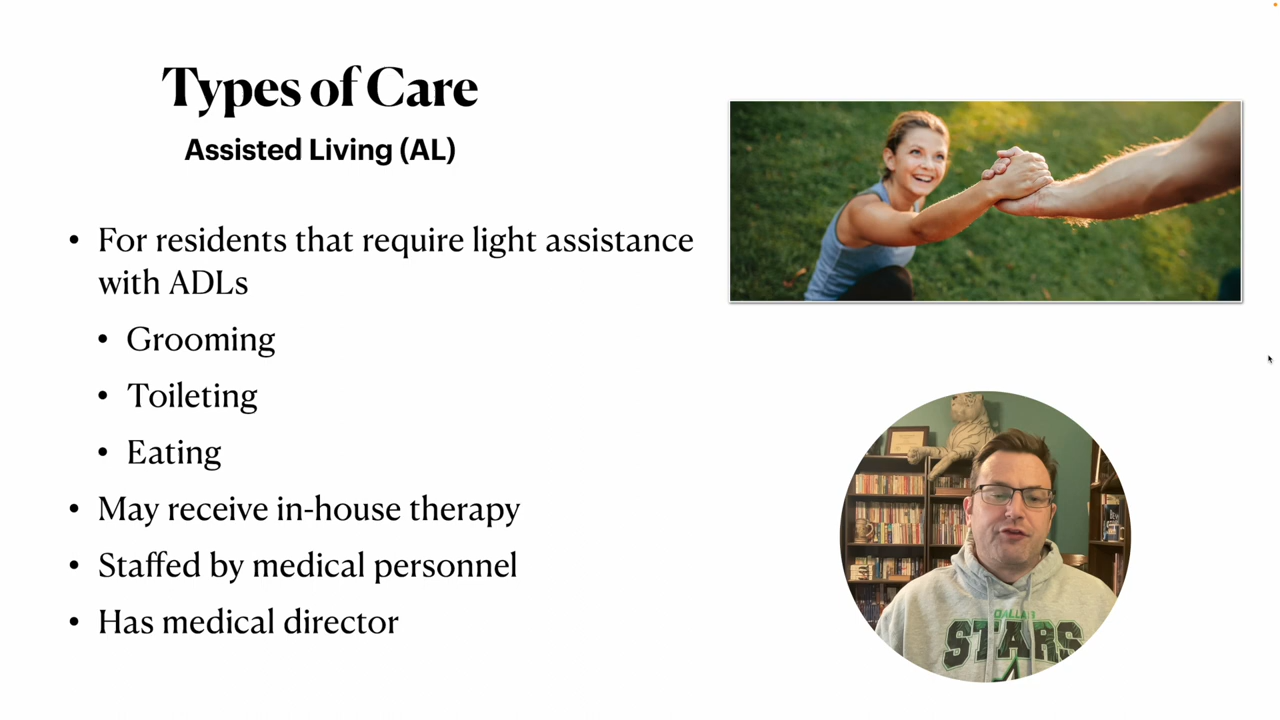 Types of Care
Assisted Living (AL)
• For residents that require light assistance
with ADLs
• Grooming
• Toileting
• Eating
• May receive in-house therapy
• Staffed by medical personnel
• Has medical director
DALLAS
STARS